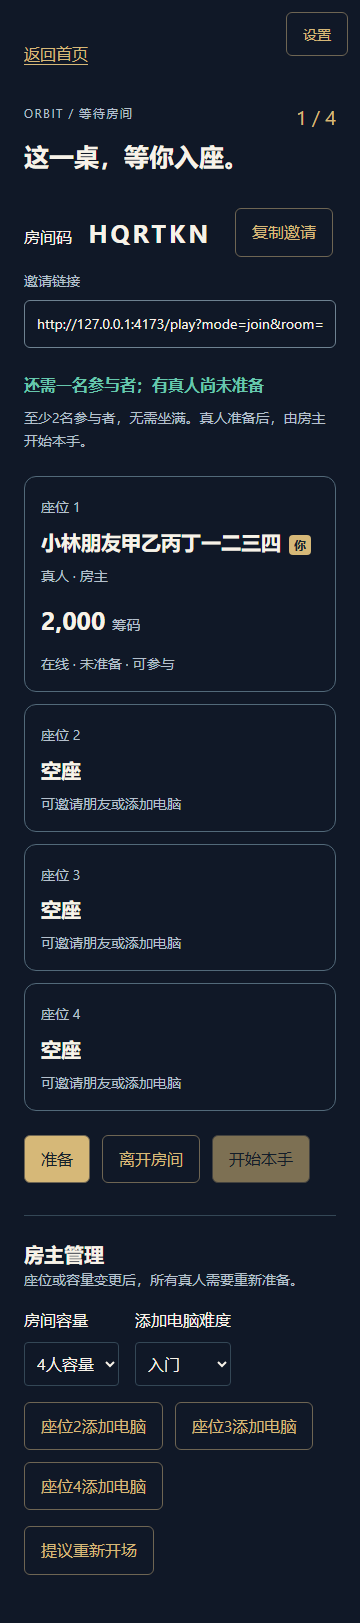 设置
返回首页
ORBIT / 等待房间
1 / 4
这一桌，等你入座。
房间码 HQRTKN 复制邀请
邀请链接
http://127.0.0.1:4173/play?mode=join&room=
还需一名参与者；有真人尚未准备
至少2名参与者，无需坐满。真人准备后，由房主
开始本手。
座位 1
小林朋友甲乙丙丁一二三四 你
真人 · 房主
2,000 筹码
在线 · 未准备 · 可参与
座位 2
空座
可邀请朋友或添加电脑
座位 3
空座
可邀请朋友或添加电脑
座位 4
空座
可邀请朋友或添加电脑
准备 离开房间 开始本手
房主管理
座位或容量变更后，所有真人需要重新准备。
房间容量 添加电脑难度
4人容量 入门
座位2添加电脑 座位3添加电脑
座位4添加电脑
提议重新开场